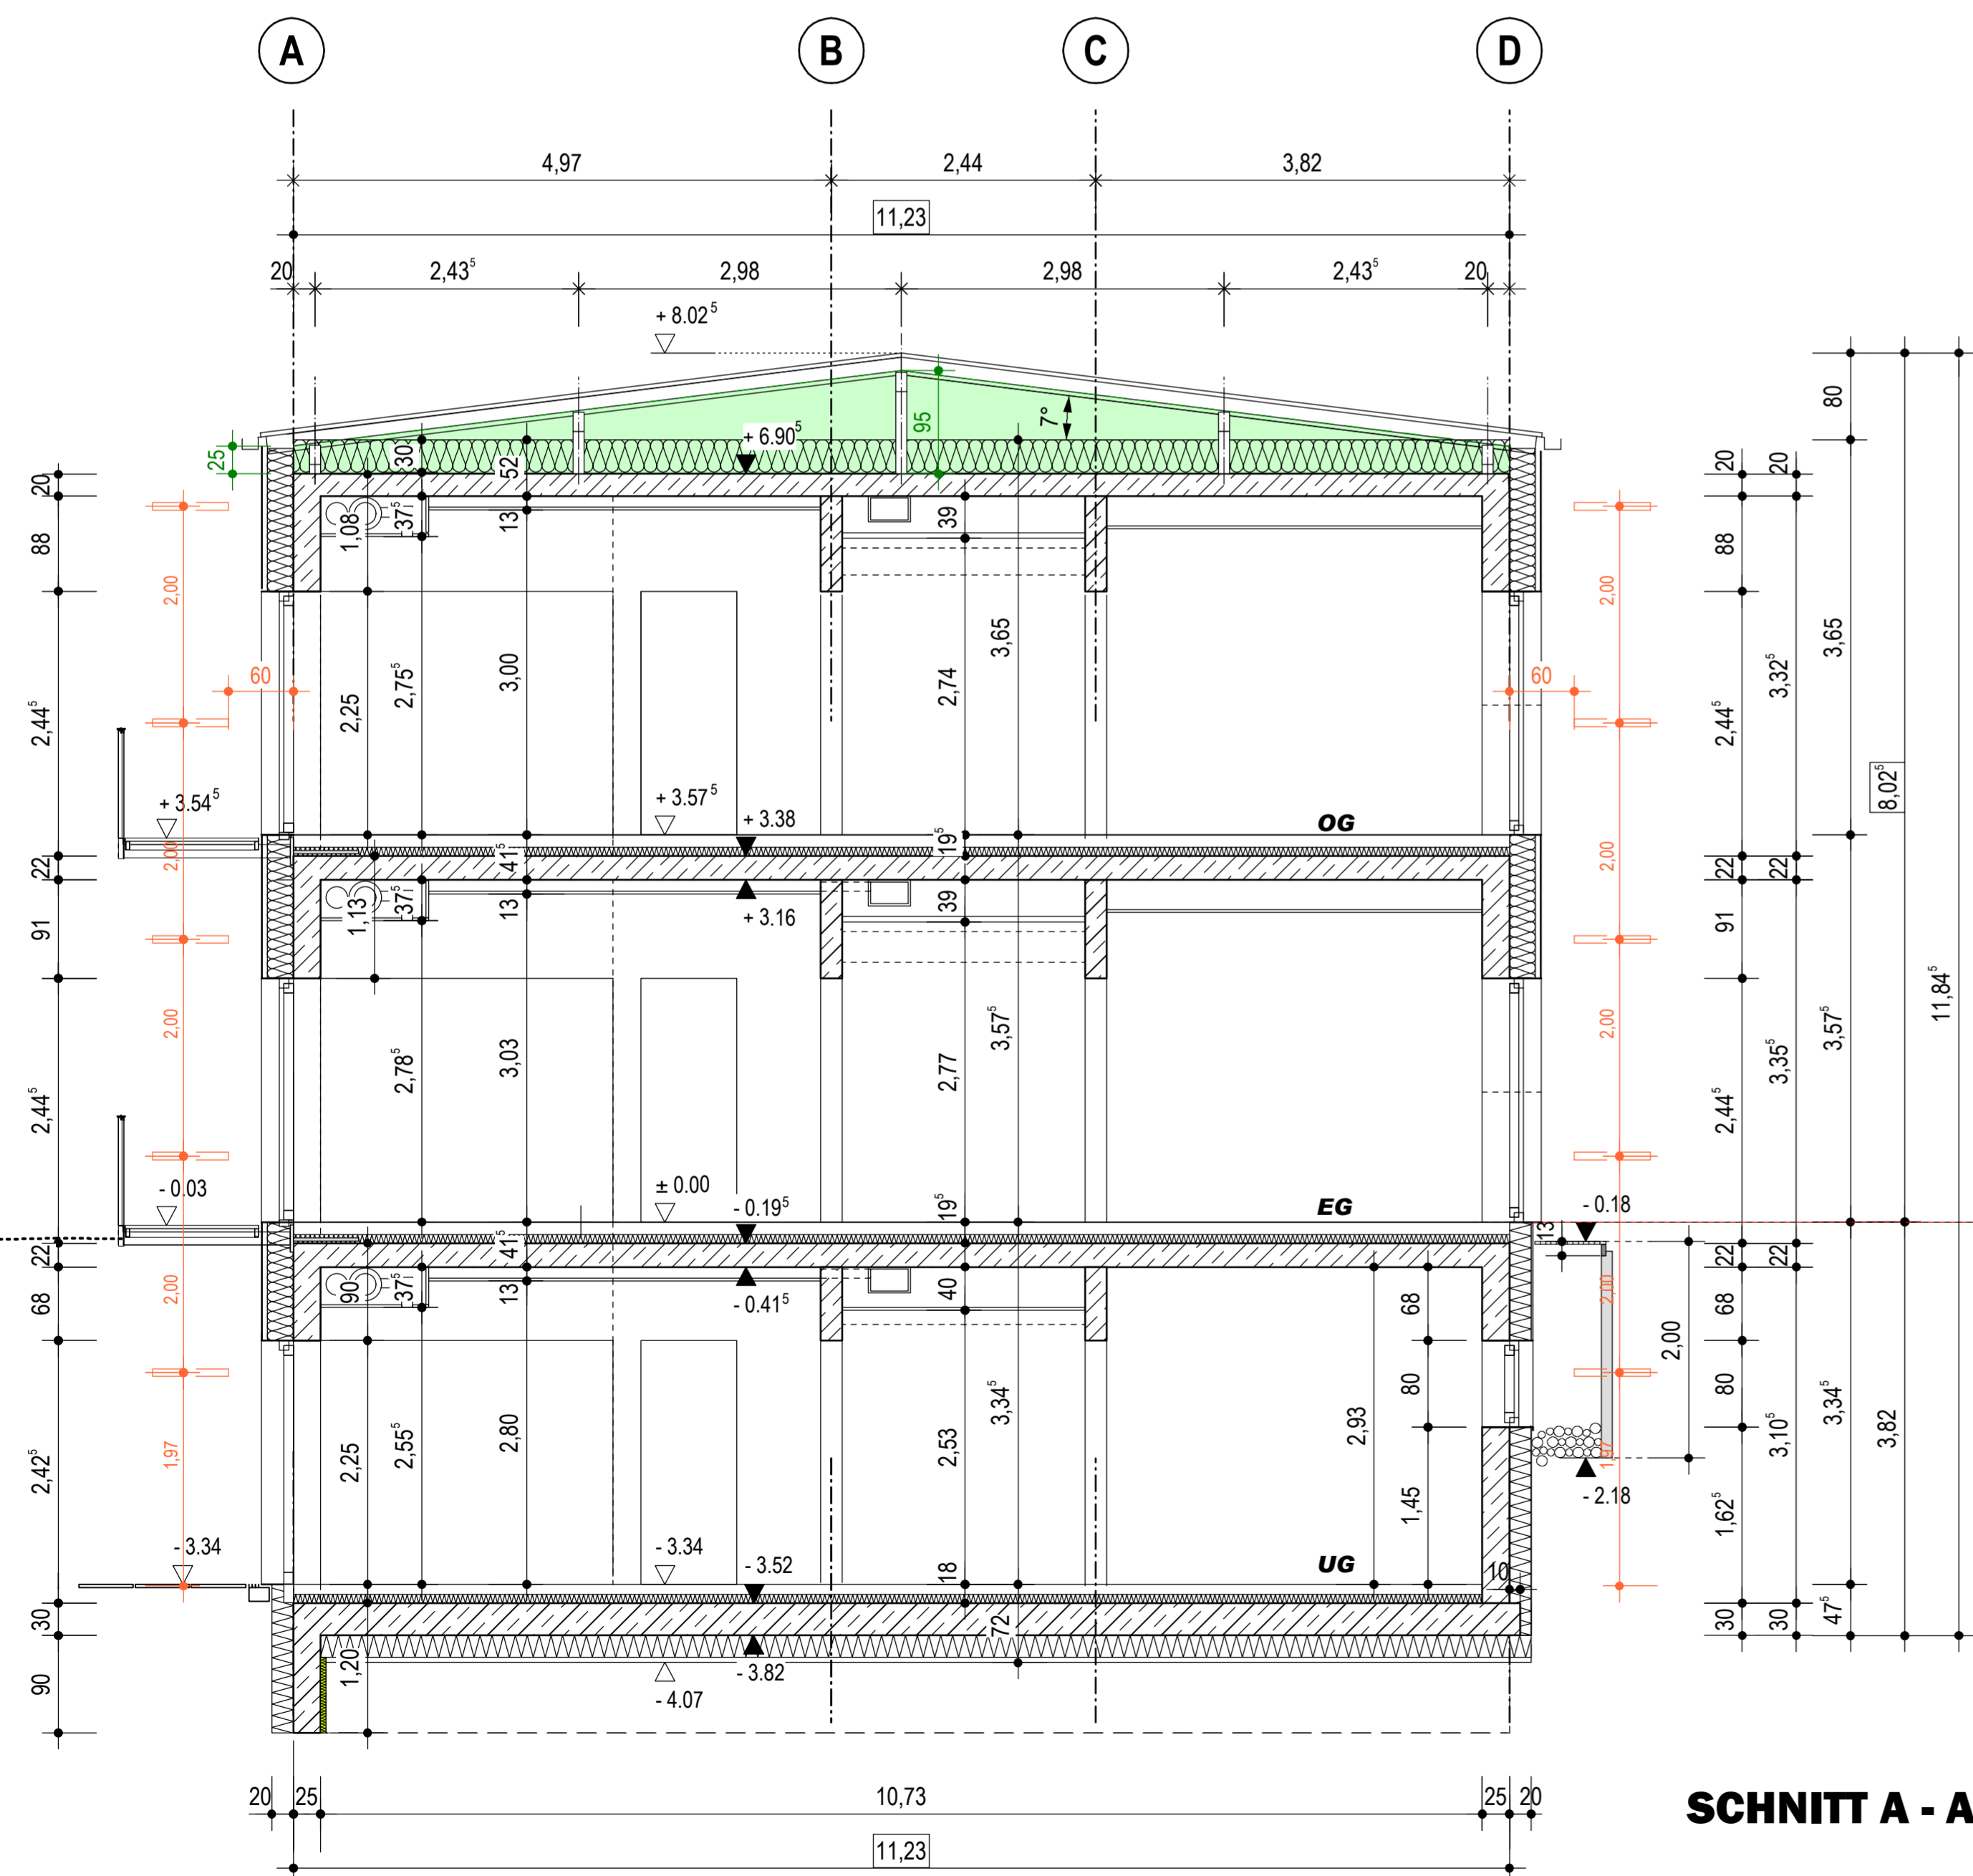 A B C D
4,97 2,44 3,82
11,23
20 2,43⁵ 2,98 2,98 2,43⁵ 20
+ 8.02⁵
80
95
7°
+ 6.90⁵
25 30 52
20 20 20
88 1,08 37⁵ 13 39 88
2,00 2,00
3,65 3,65
60 60
2,44⁵ 2,25 2,75⁵ 3,00 2,74 2,44⁵ 3,32⁵
8,02⁵
+ 3.54⁵ + 3.57⁵ + 3.38 OG
2,00 41⁵ 19⁵ 2,00
22 22 22
91 1,13 37⁵ 13 + 3.16 39 91
11,84⁵
2,00 2,00
2,44⁵ 2,78⁵ 3,03 2,77 3,57⁵ 2,44⁵ 3,35⁵ 3,57⁵
- 0.03 ± 0.00 - 0.19⁵ 19⁵ EG - 0.18
13
22 41⁵ 22 22
68 2,00 90 37⁵ 13 - 0.41⁵ 40 68 2,00 68
2,00
80 80
2,42⁵ 1,97 2,25 2,55⁵ 2,80 2,53 3,34⁵ 2,93 1,45 1,97 3,10⁵ 3,34⁵ 3,82
- 2.18
1,62⁵
- 3.34 - 3.34 - 3.52 18 UG 10
30 72 30 30 47⁵
90 1,20 - 3.82
- 4.07
20 25 10,73 25 20
SCHNITT A - A
11,23